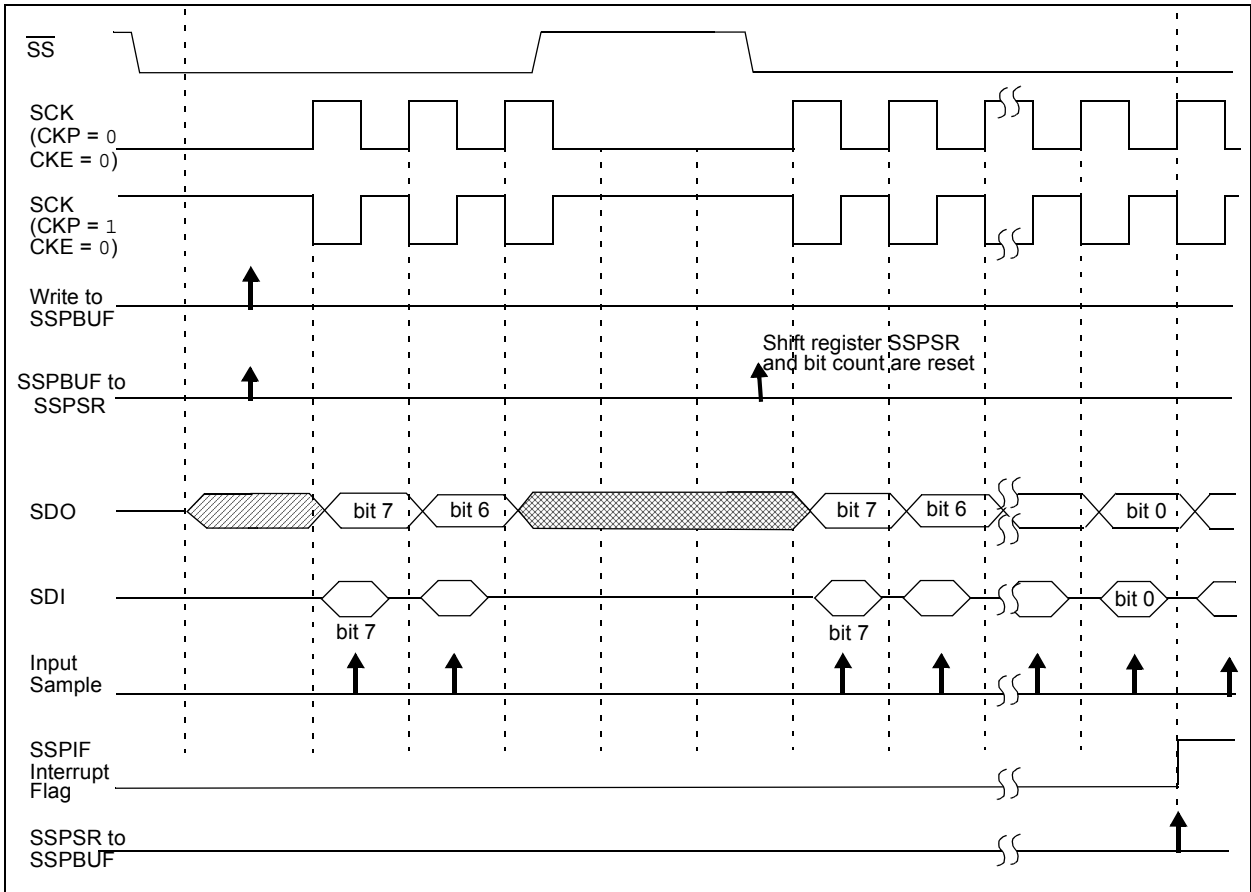 SS
SCK
(CKP = 0
CKE = 0)
SCK
(CKP = 1
CKE = 0)
Write to
SSPBUF
Shift register SSPSR
and bit count are reset
SSPBUF to
SSPSR
SDO
bit 7
bit 6
bit 7
bit 6
bit 0
SDI
bit 0
bit 7
bit 7
Input
Sample
SSPIF
Interrupt
Flag
SSPSR to
SSPBUF